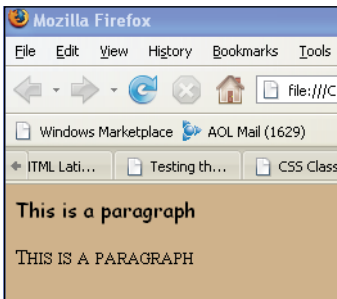 Mozilla Firefox
File Edit View History Bookmarks Tools
file:///C
Windows Marketplace AOL Mail (1629)
ITML Lati... Testing th... CSS Class
This is a paragraph
This is a paragraph